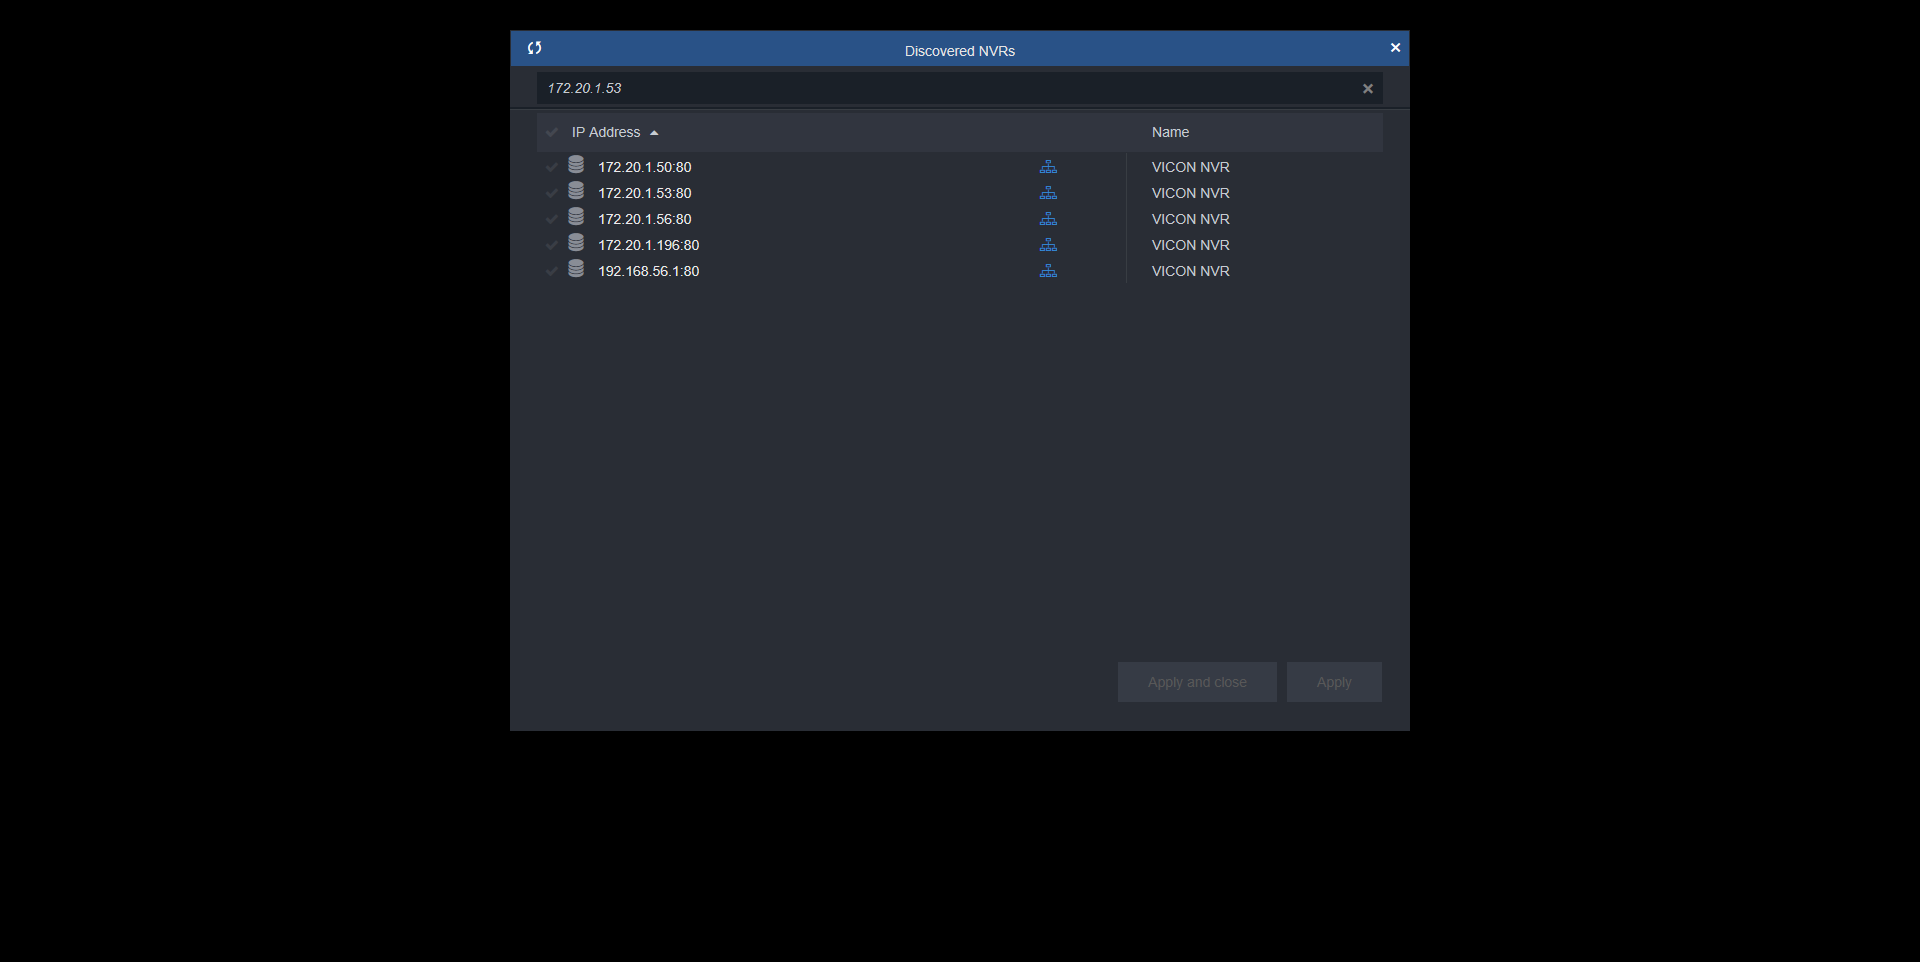 Discovered NVRs
172.20.1.53
IP Address Name
172.20.1.50:80 VICON NVR
172.20.1.53:80 VICON NVR
172.20.1.56:80 VICON NVR
172.20.1.196:80 VICON NVR
192.168.56.1:80 VICON NVR
Apply and close Apply